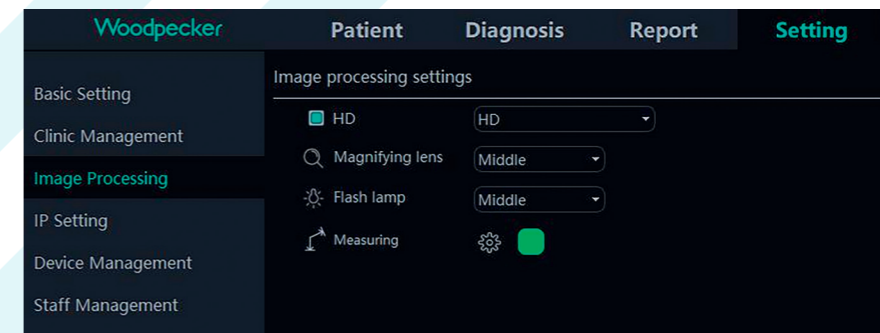 Woodpecker
Patient Diagnosis Report Setting
Basic Setting
Clinic Management
Image Processing
IP Setting
Device Management
Staff Management
Image processing settings
HD HD
Magnifying lens Middle
Flash lamp Middle
Measuring